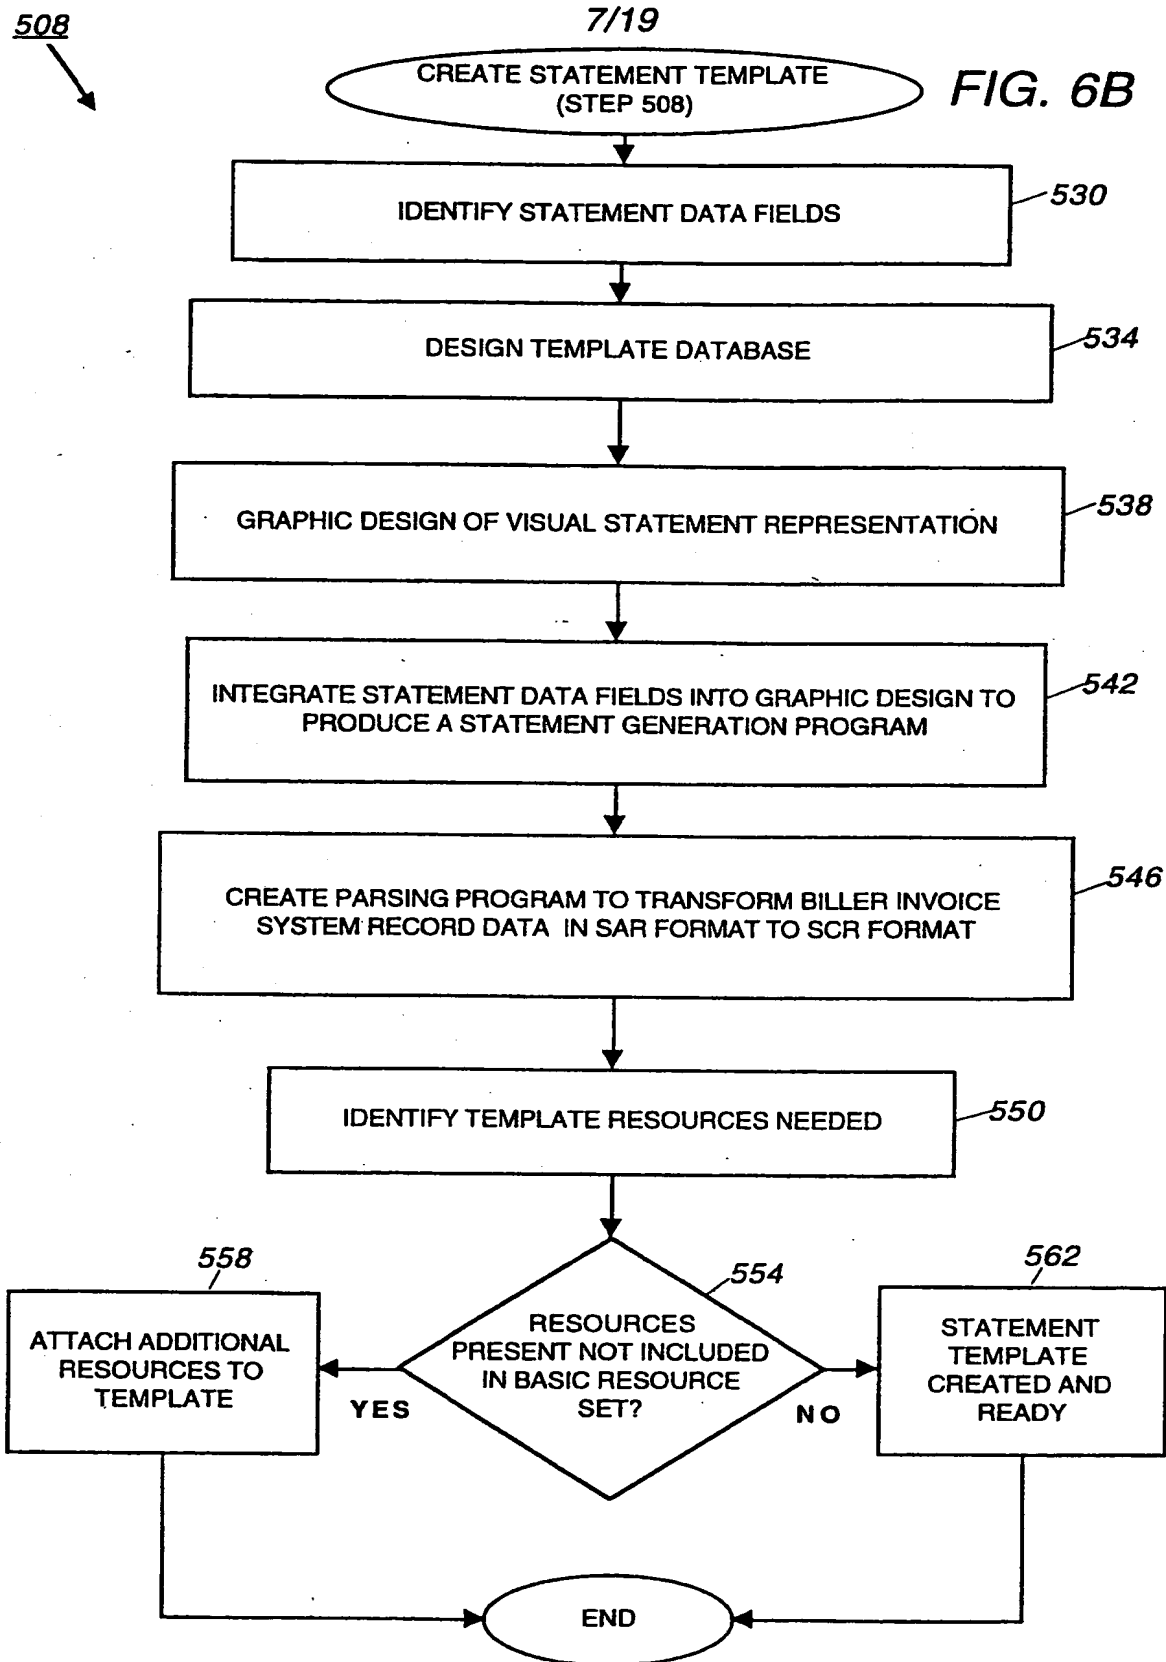 508
7/19
CREATE STATEMENT TEMPLATE
(STEP 508)
FIG. 6B
IDENTIFY STATEMENT DATA FIELDS
530
DESIGN TEMPLATE DATABASE
534
GRAPHIC DESIGN OF VISUAL STATEMENT REPRESENTATION
538
INTEGRATE STATEMENT DATA FIELDS INTO GRAPHIC DESIGN TO
PRODUCE A STATEMENT GENERATION PROGRAM
542
CREATE PARSING PROGRAM TO TRANSFORM BILLER INVOICE
SYSTEM RECORD DATA IN SAR FORMAT TO SCR FORMAT
546
IDENTIFY TEMPLATE RESOURCES NEEDED
550
558
ATTACH ADDITIONAL
RESOURCES TO
TEMPLATE
YES
554
RESOURCES
PRESENT NOT INCLUDED
IN BASIC RESOURCE
SET?
NO
562
STATEMENT
TEMPLATE
CREATED AND
READY
END